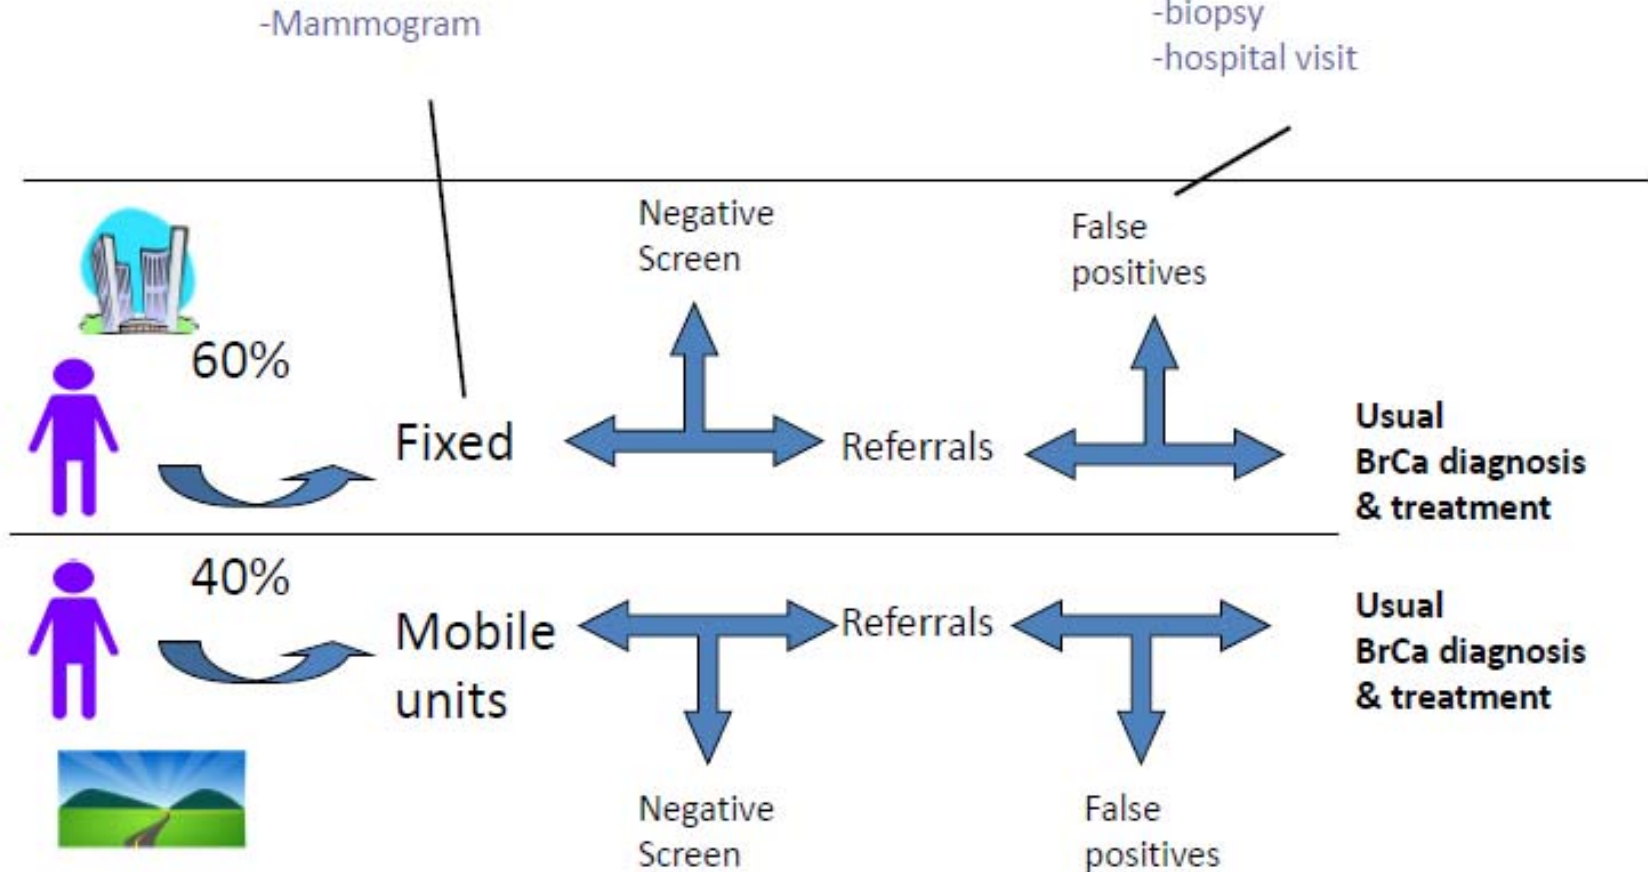 -Mammogram
-biopsy
-hospital visit
Negative
Screen
False
positives
60%
Fixed
Referrals
Usual
BrCa diagnosis
& treatment
40%
Mobile
units
Referrals
Usual
BrCa diagnosis
& treatment
Negative
Screen
False
positives